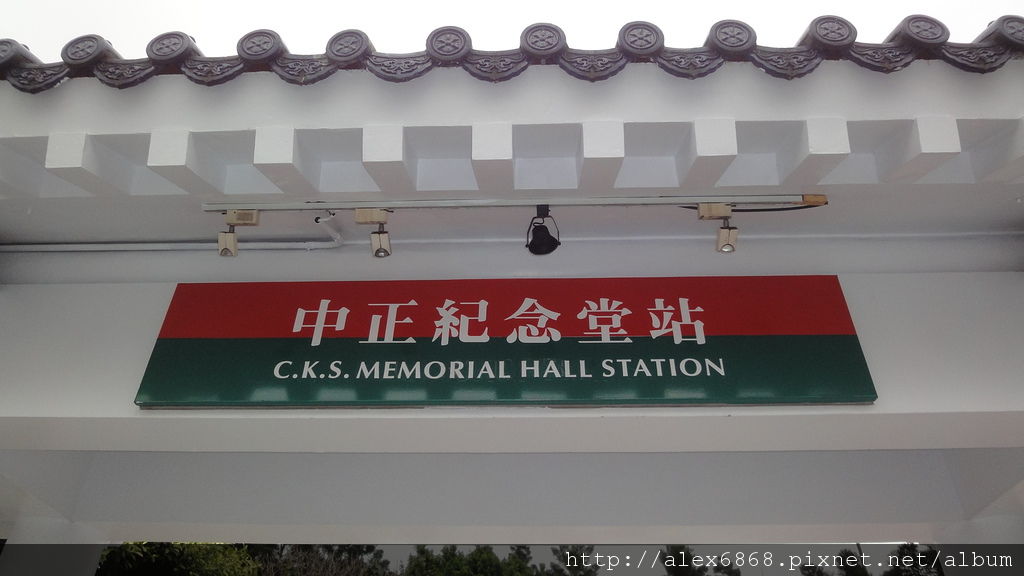 中正紀念堂站
C.K.S. MEMORIAL HALL STATION
http://alex6868.pixnet.net/album